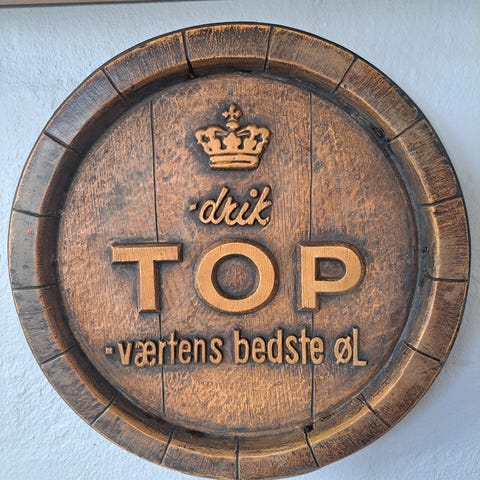 -drik
TOP
-værtens bedste øL